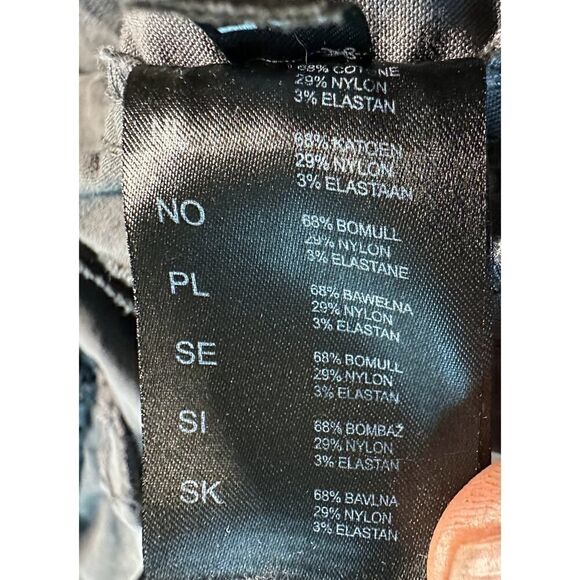 68% COTONE
29% NYLON
3% ELASTAN
68% KATOEN
29% NYLON
3% ELASTAAN
NO 68% BOMULL
29% NYLON
3% ELASTANE
PL 68% BAWEŁNA
29% NYLON
3% ELASTAN
SE 68% BOMULL
29% NYLON
3% ELASTAN
SI 68% BOMBAŽ
29% NYLON
3% ELASTAN
SK 68% BAVLNA
29% NYLON
3% ELASTAN